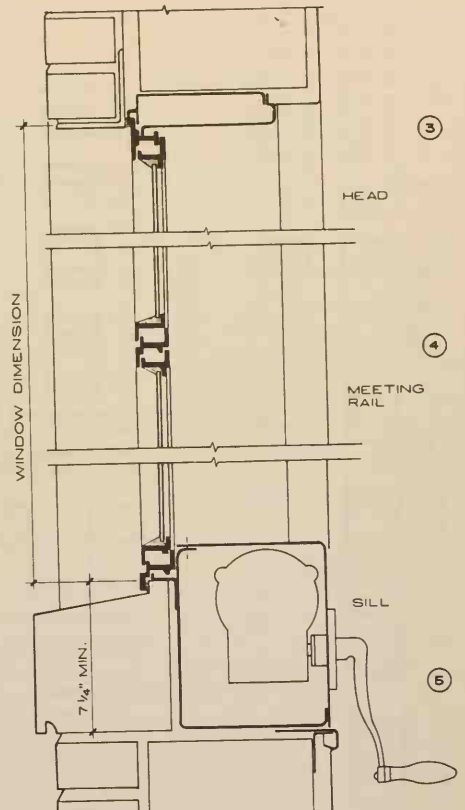 3
HEAD
4
MEETING
RAIL
WINDOW DIMENSION
SILL
7 1/4" MIN.
5